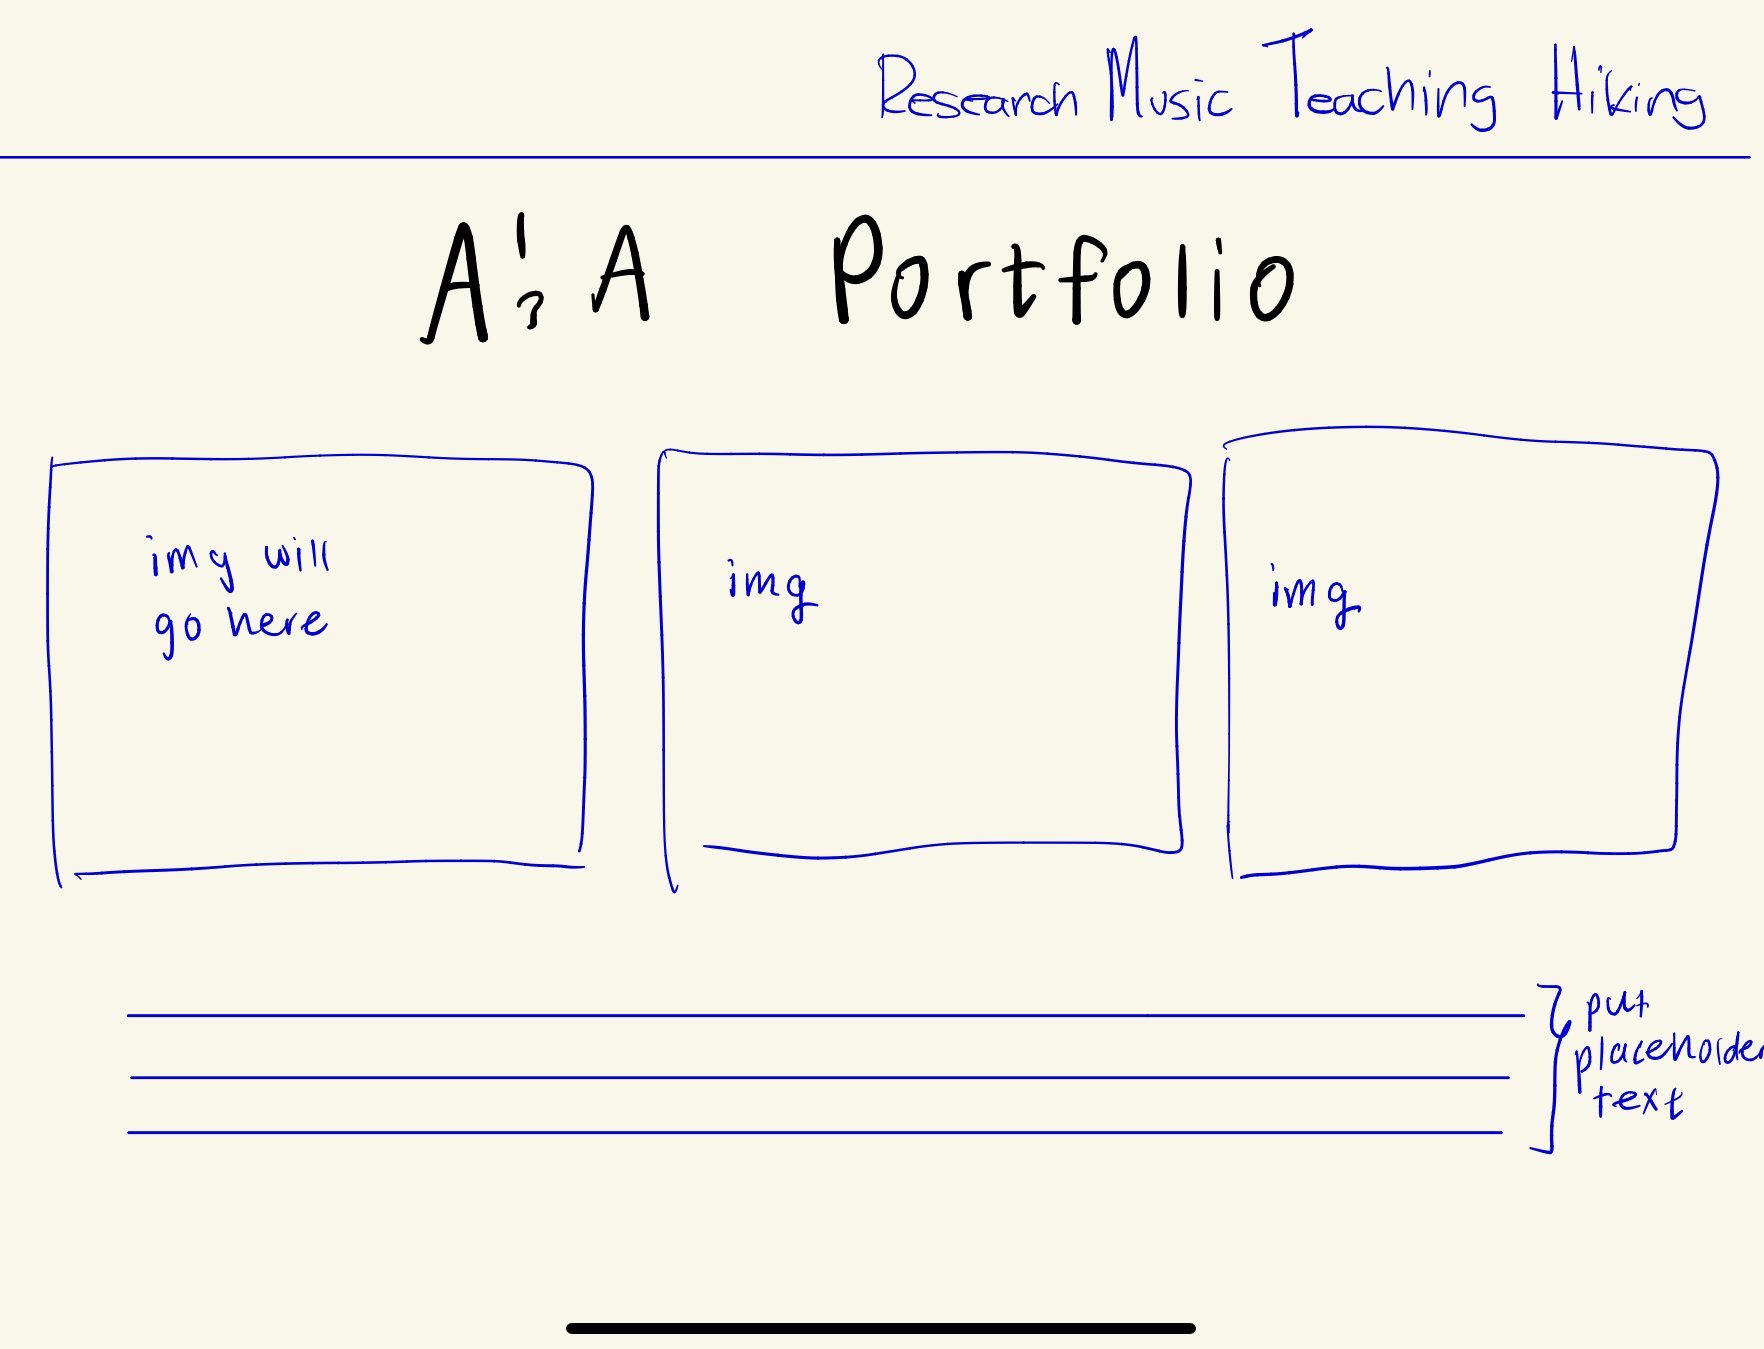 Research Music Teaching Hiking
A'?A Portfolio
img will
go here
img
img
put
placeholder
text